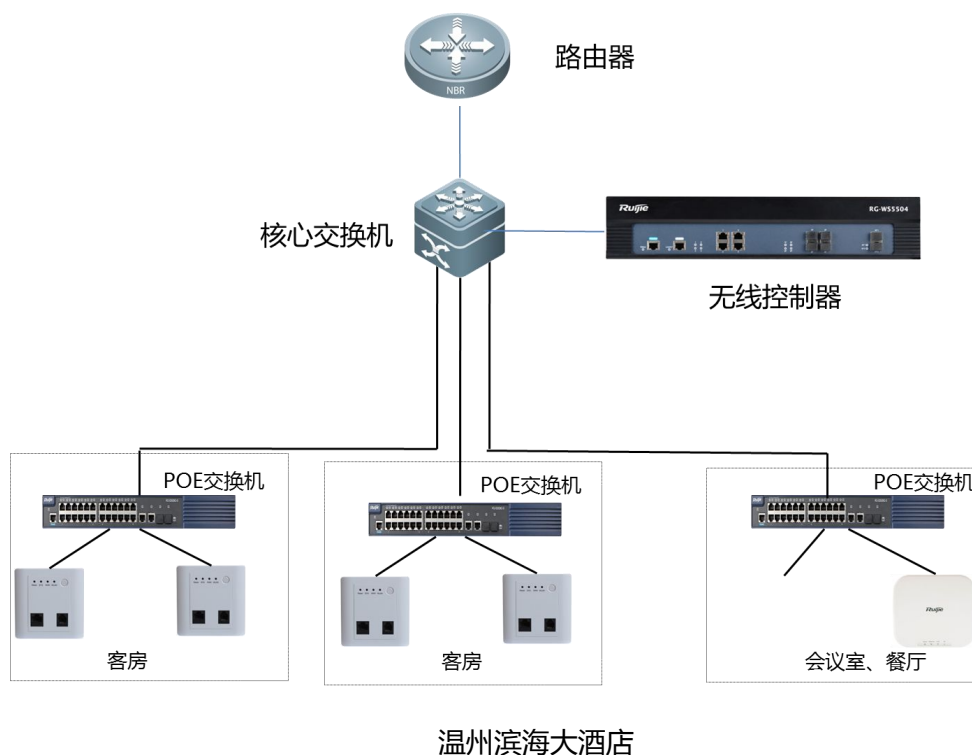 NBR
路由器
核心交换机
Ruijie
RG-WS5504
无线控制器
POE交换机
POE交换机
POE交换机
Ruijie
客房
客房
会议室、餐厅
温州滨海大酒店